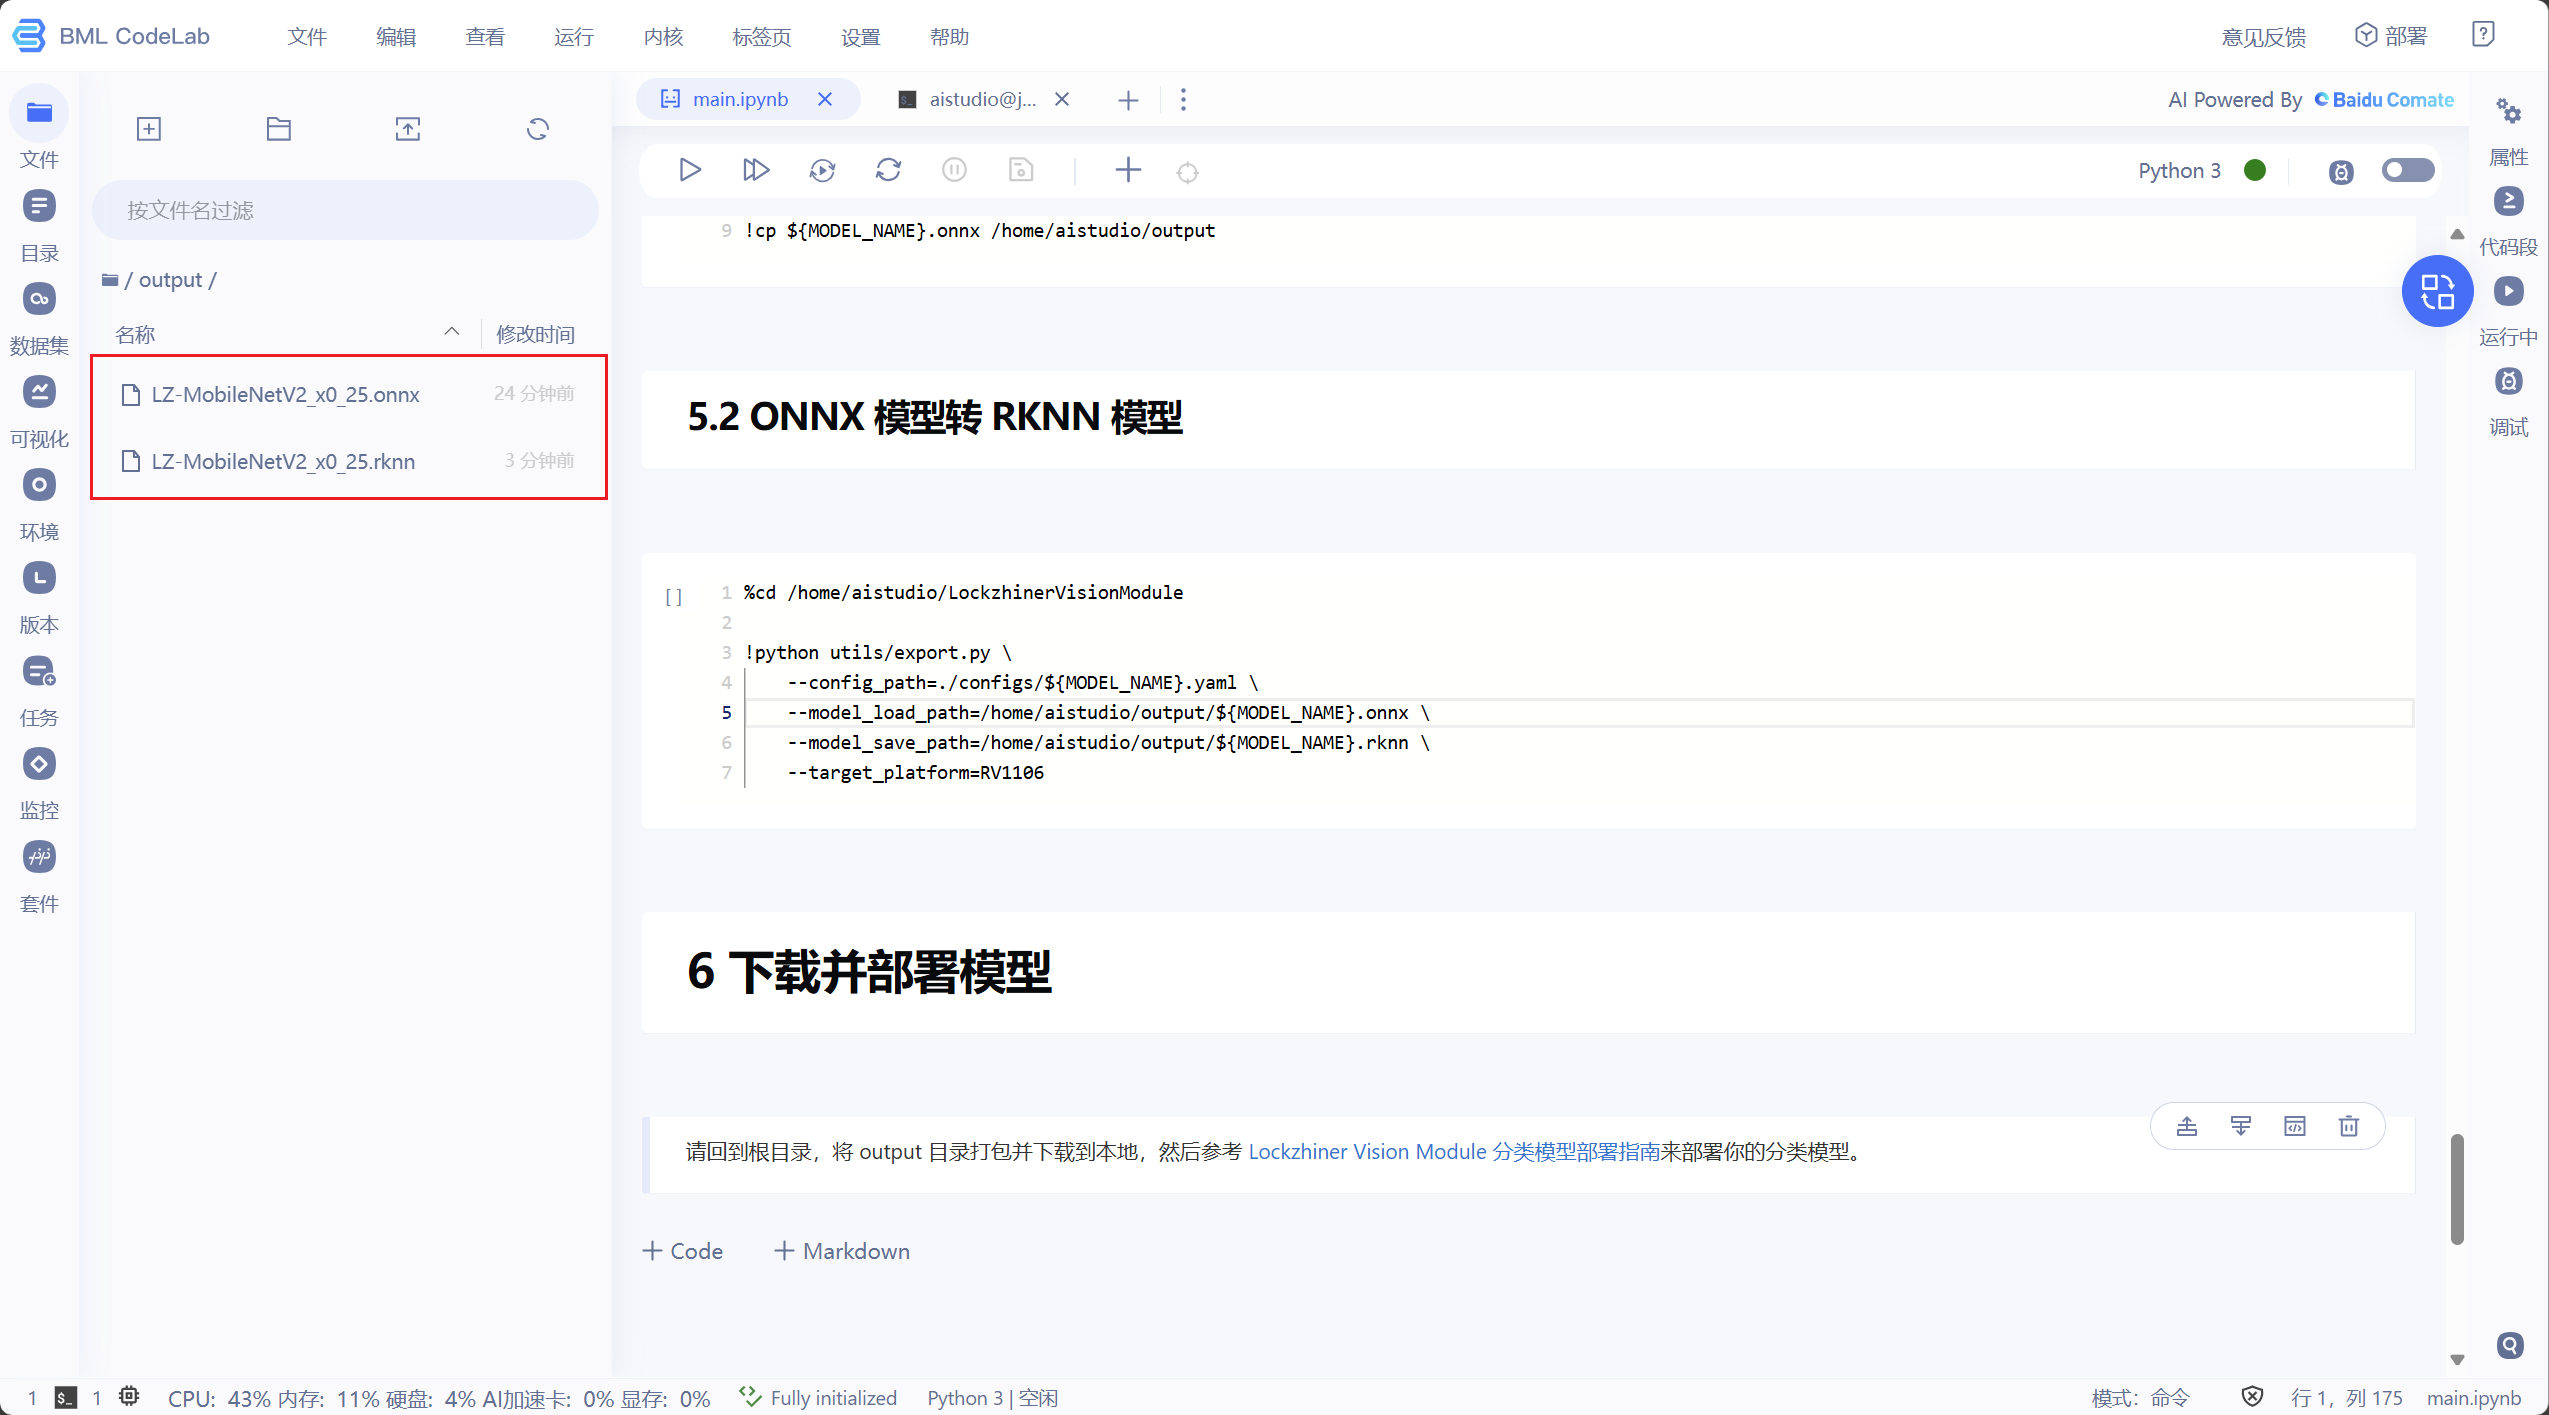 BML CodeLab 文件 编辑 查看 运行 内核 标签页 设置 帮助 意见反馈 部署
main.ipynb aistudio@j... AI Powered By Baidu Comate
文件
目录
数据集
可视化
环境
版本
任务
监控
套件
按文件名过滤
/ output /
名称 修改时间
LZ-MobileNetV2_x0_25.onnx 24 分钟前
LZ-MobileNetV2_x0_25.rknn 3 分钟前
Python 3
9 !cp ${MODEL_NAME}.onnx /home/aistudio/output
5.2 ONNX 模型转 RKNN 模型
[ ]
1 %cd /home/aistudio/LockzhinerVisionModule
2
3 !python utils/export.py \
4 --config_path=./configs/${MODEL_NAME}.yaml \
5 --model_load_path=/home/aistudio/output/${MODEL_NAME}.onnx \
6 --model_save_path=/home/aistudio/output/${MODEL_NAME}.rknn \
7 --target_platform=RV1106
6 下载并部署模型
请回到根目录，将 output 目录打包并下载到本地，然后参考 Lockzhiner Vision Module 分类模型部署指南来部署你的分类模型。
Code Markdown
属性
代码段
运行中
调试
1 $_ 1 CPU: 43% 内存: 11% 硬盘: 4% AI加速卡: 0% 显存: 0% Fully initialized Python 3 | 空闲 模式: 命令 行 1，列 175 main.ipynb